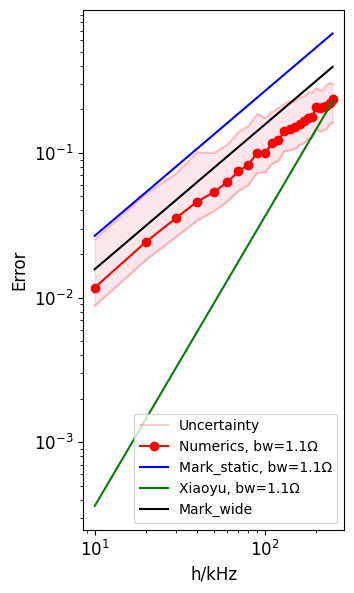 10⁻¹
10⁻²
10⁻³
Error
Uncertainty
Numerics, bw=1.1Ω
Mark_static, bw=1.1Ω
Xiaoyu, bw=1.1Ω
Mark_wide
10¹
10²
h/kHz